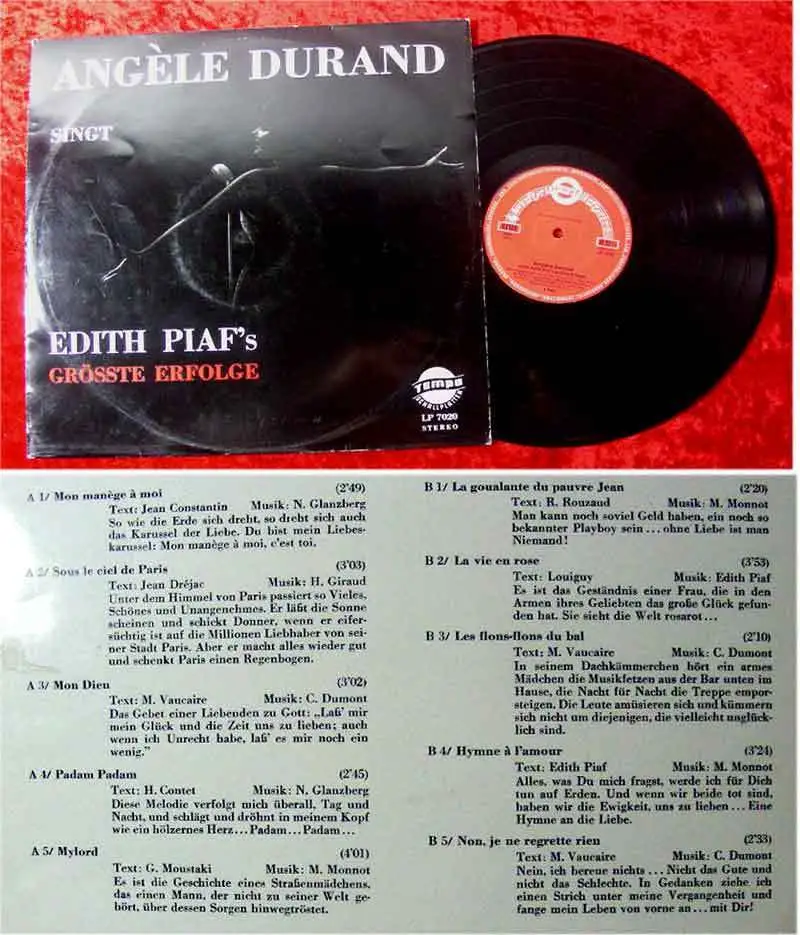 ANGÈLE DURAND
SINGT
EDITH PIAF's
GRÖSSTE ERFOLGE
Tempo
SCHALLPLATTEN
LP 7020
STEREO
A 1/ Mon manège à moi (2'49)
Text: Jean Constantin Musik: N. Glanzberg
So wie die Erde sich dreht, so dreht sich auch
das Karussel der Liebe. Du bist mein Liebes-
karussel: Mon manège à moi, c'est toi.
A 2/ Sous le ciel de Paris (3'03)
Text: Jean Dréjac Musik: H. Giraud
Unter dem Himmel von Paris passiert so Vieles,
Schönes und Unangenehmes. Er läßt die Sonne
scheinen und schickt Donner, wenn er eifer-
süchtig ist auf die Millionen Liebhaber von sei-
ner Stadt Paris. Aber er macht alles wieder gut
und schenkt Paris einen Regenbogen.
A 3/ Mon Dieu (3'02)
Text: M. Vaucaire Musik: C. Dumont
Das Gebet einer Liebenden zu Gott: „Laß' mir
mein Glück und die Zeit uns zu lieben; auch
wenn ich Unrecht habe, laß' es mir noch ein
wenig."
A 4/ Padam Padam (2'45)
Text: H. Contet Musik: N. Glanzberg
Diese Melodie verfolgt mich überall, Tag und
Nacht, und schlägt und dröhnt in meinem Kopf
wie ein hölzernes Herz... Padam... Padam...
A 5/ Mylord (4'01)
Text: G. Moustaki Musik: M. Monnot
Es ist die Geschichte eines Straßenmädchens,
das einen Mann, der nicht zu seiner Welt ge-
hört, über dessen Sorgen hinwegtröstet.
B 1/ La goualante du pauvre Jean (2'20)
Text: R. Rouzaud Musik: M. Monnot
Man kann noch soviel Geld haben, ein noch so
bekannter Playboy sein... ohne Liebe ist man
Niemand!
B 2/ La vie en rose (3'53)
Text: Louiguy Musik: Edith Piaf
Es ist das Geständnis einer Frau, die in den
Armen ihres Geliebten das große Glück gefun-
den hat. Sie sieht die Welt rosarot...
B 3/ Les flons-flons du bal (2'10)
Text: M. Vaucaire Musik: C. Dumont
In seinem Dachkämmerchen hört ein armes
Mädchen die Musikfetzen aus der Bar unten im
Hause, die Nacht für Nacht die Treppe empor-
steigen. Die Leute amüsieren sich und kümmern
sich nicht um diejenigen, die vielleicht unglück-
lich sind.
B 4/ Hymne à l'amour (3'24)
Text: Edith Piaf Musik: M. Monnot
Alles, was Du mich fragst, werde ich für Dich
tun auf Erden. Und wenn wir beide tot sind,
haben wir die Ewigkeit, uns zu lieben... Eine
Hymne an die Liebe.
B 5/ Non, je ne regrette rien (2'33)
Text: M. Vaucaire Musik: C. Dumont
Nein, ich bereue nichts... Nicht das Gute und
nicht das Schlechte. In Gedanken ziehe ich
einen Strich unter meine Vergangenheit und
fange mein Leben von vorne an... mit Dir!